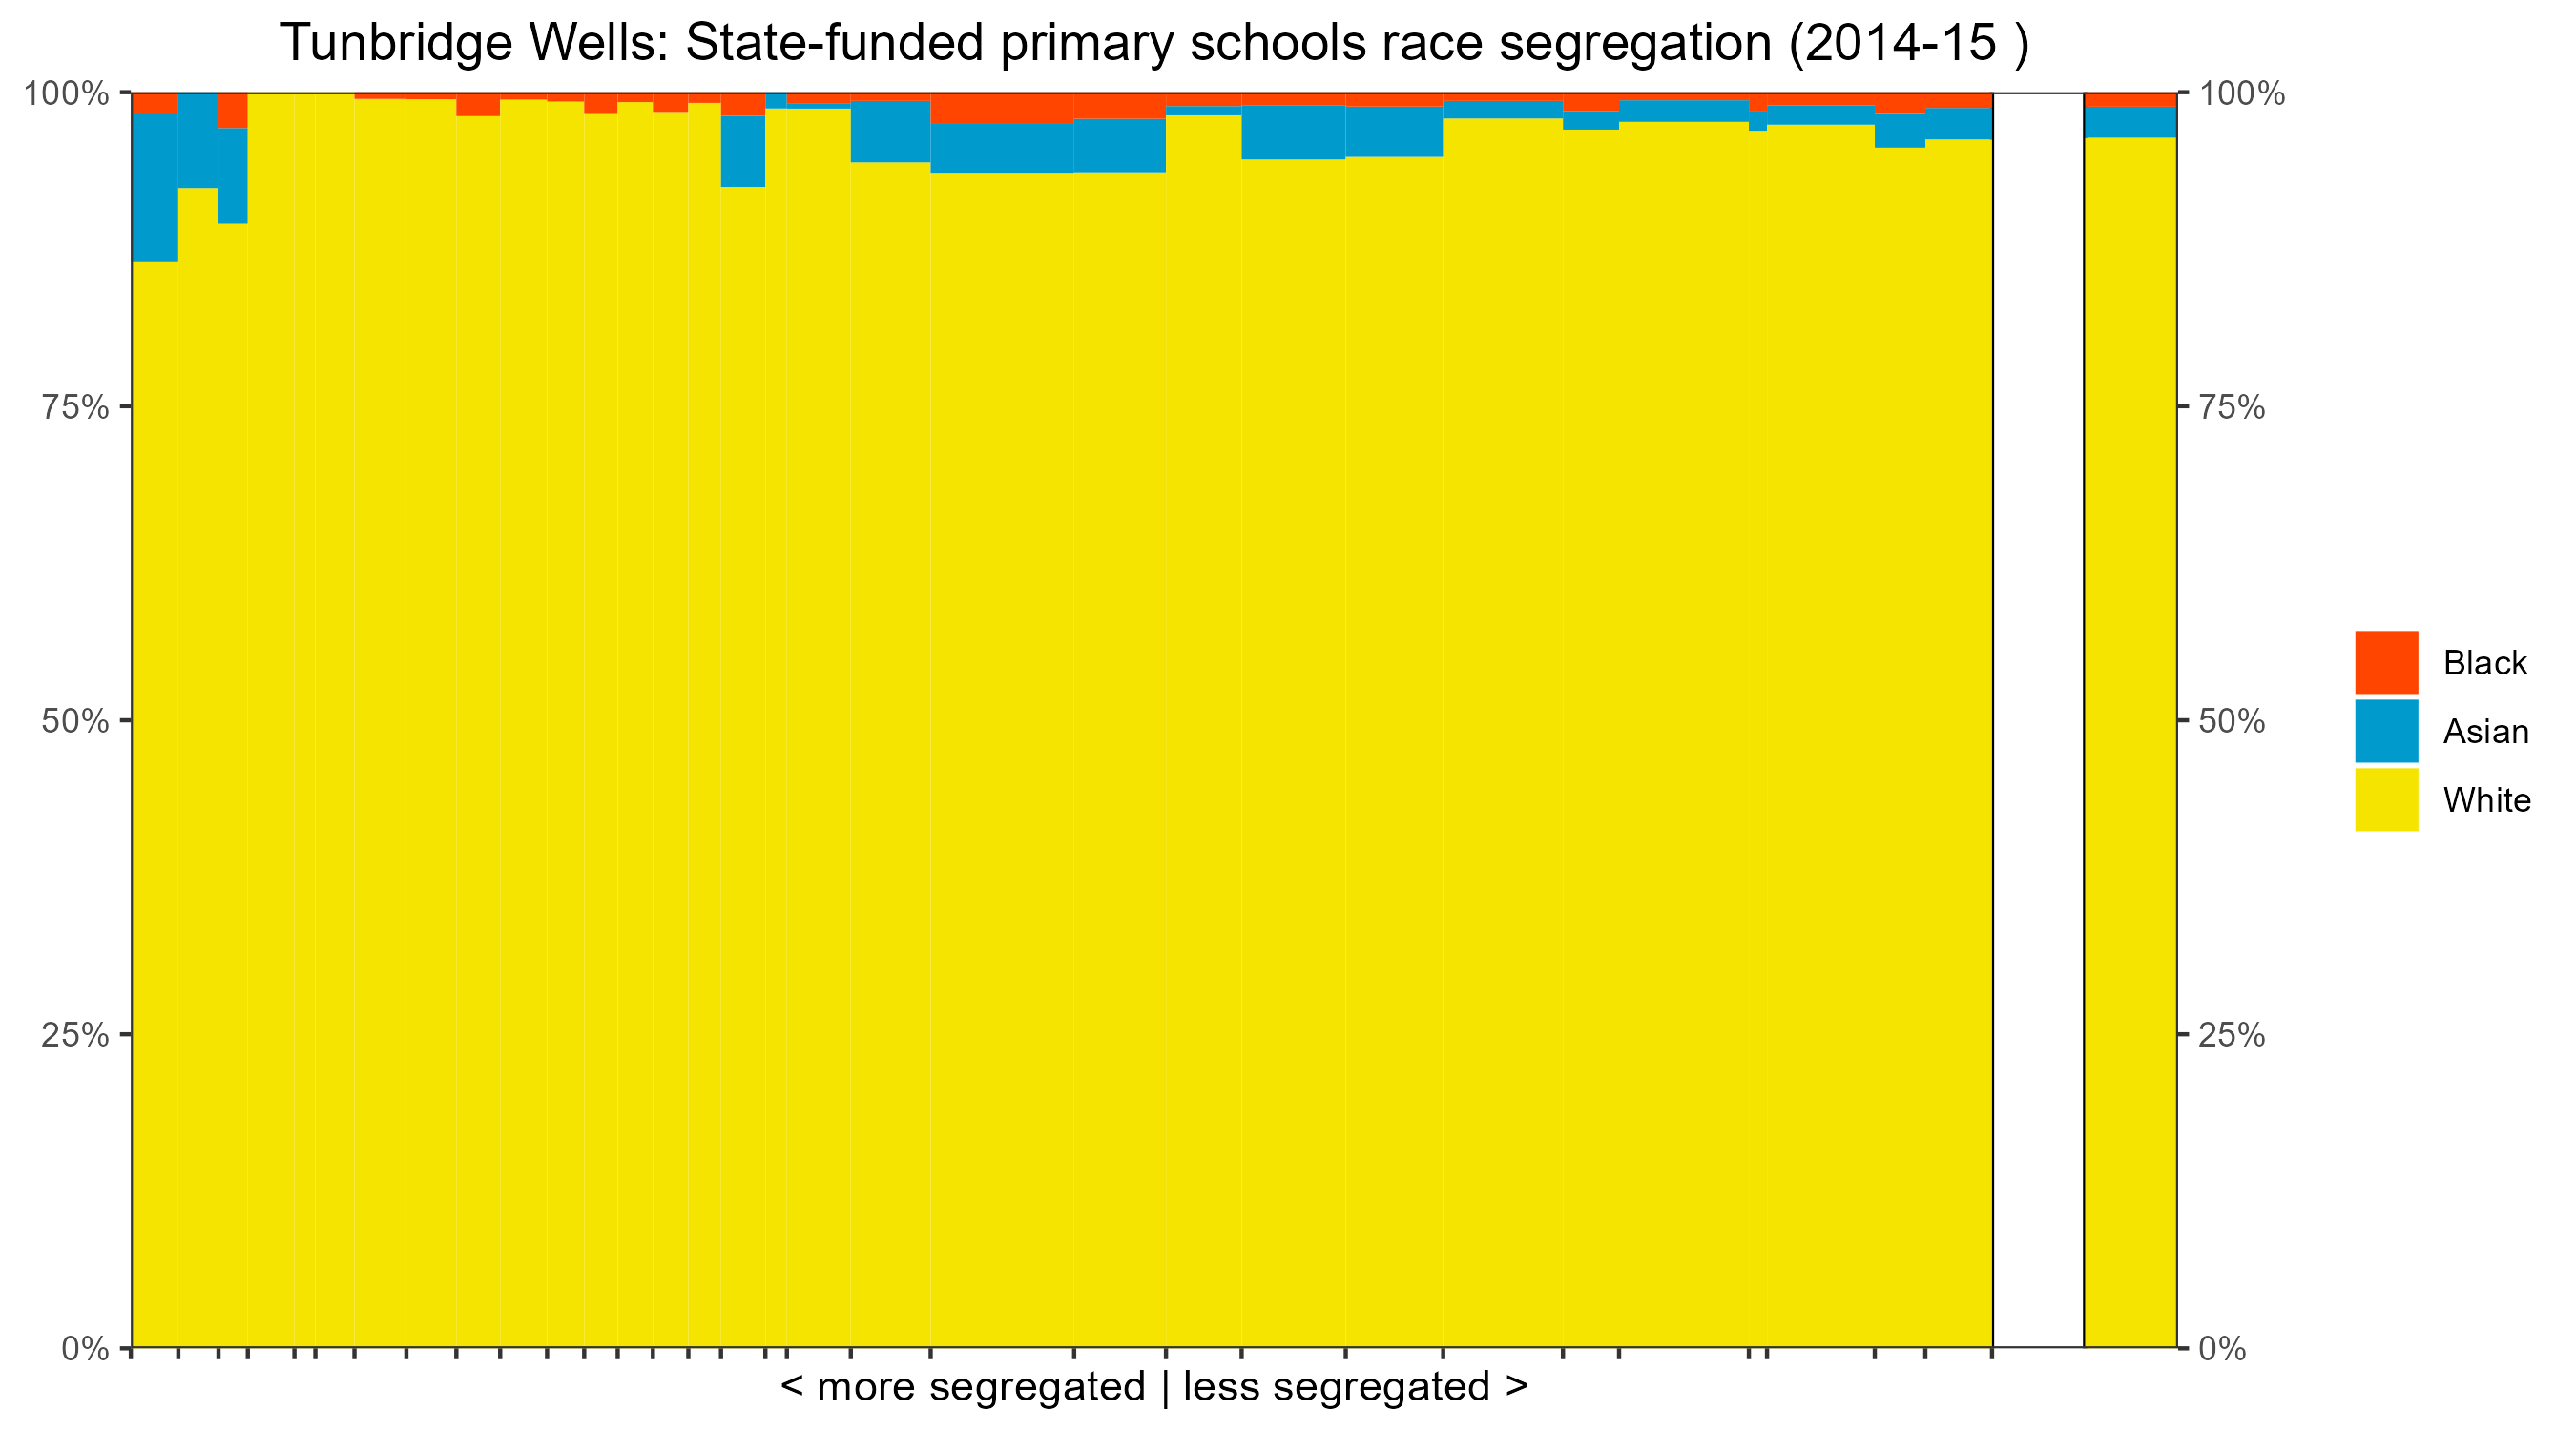 Tunbridge Wells: State-funded primary schools race segregation (2014-15 )
100%
75%
50%
25%
0%
100%
75%
50%
25%
0%
Black
Asian
White
< more segregated | less segregated >